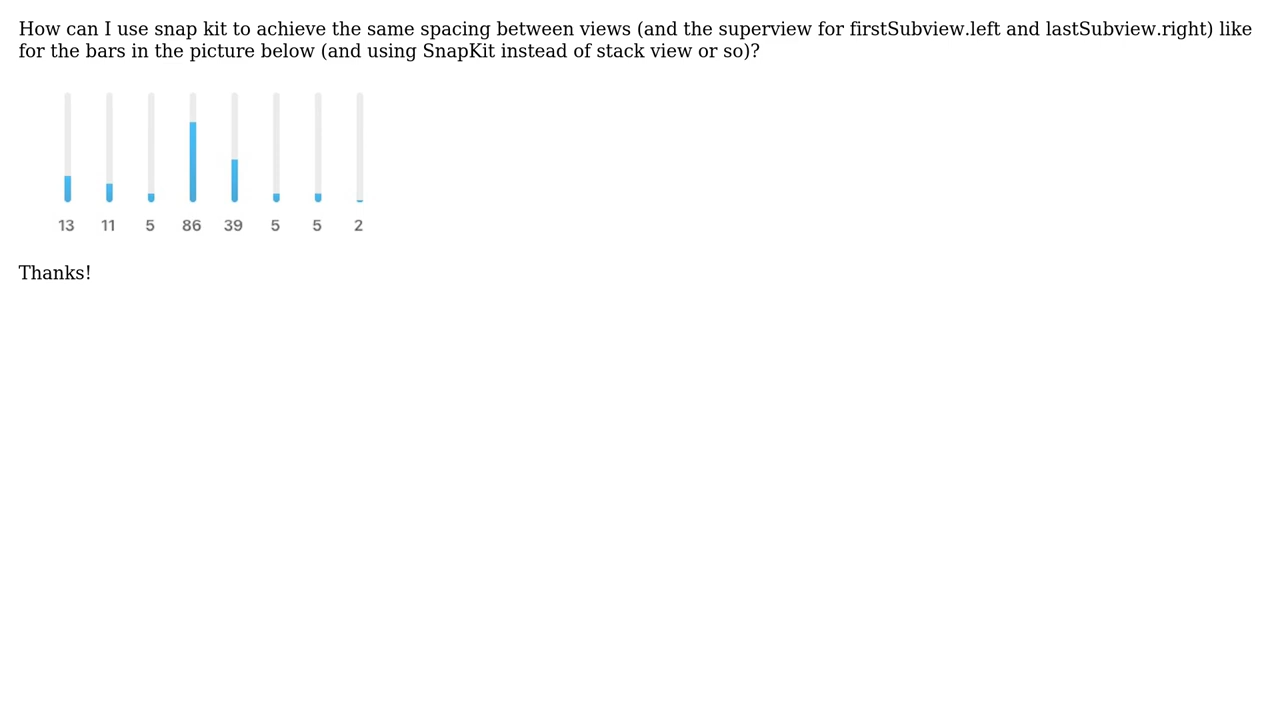 How can I use snap kit to achieve the same spacing between views (and the superview for firstSubview.left and lastSubview.right) like
for the bars in the picture below (and using SnapKit instead of stack view or so)?
13 11 5 86 39 5 5 2
Thanks!